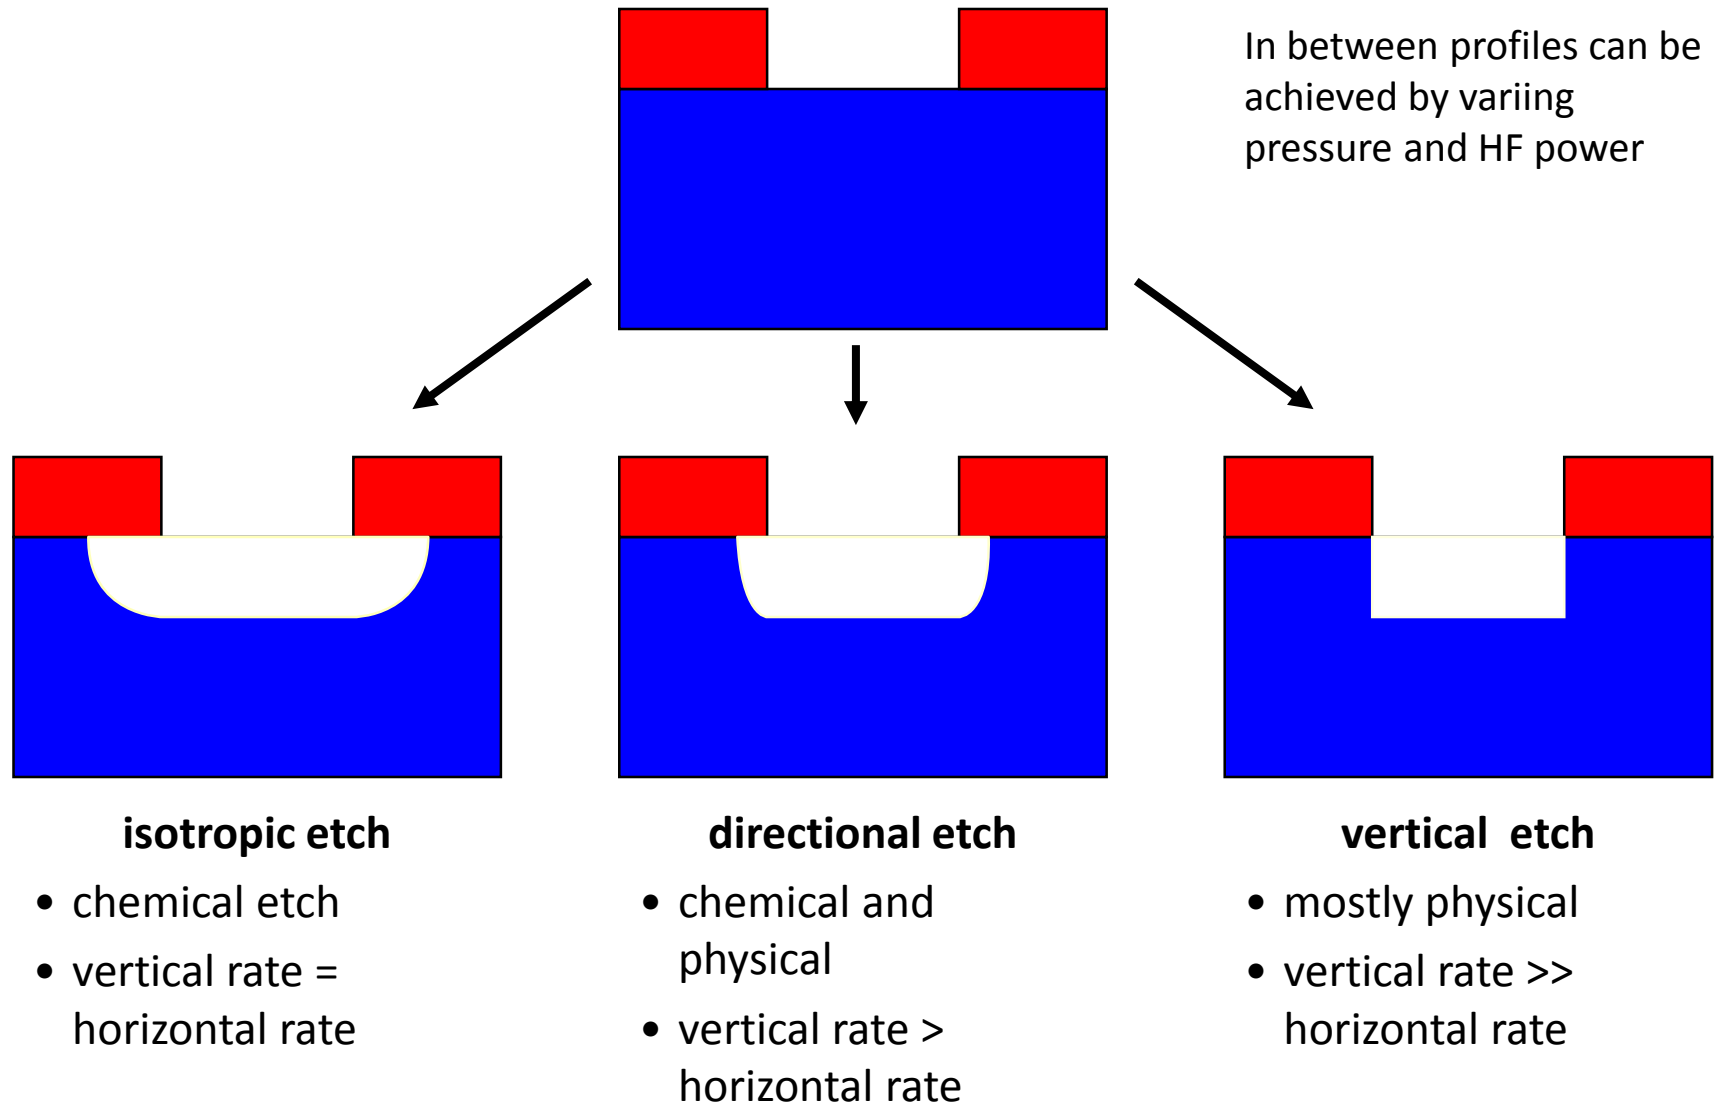 In between profiles can be
achieved by variing
pressure and HF power
isotropic etch
• chemical etch
• vertical rate =
horizontal rate
directional etch
• chemical and
physical
• vertical rate >
horizontal rate
vertical etch
• mostly physical
• vertical rate >>
horizontal rate